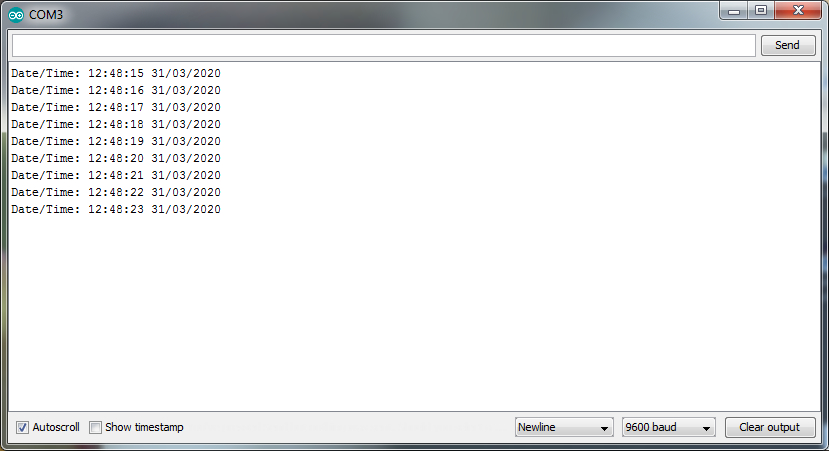 COM3
Send
Date/Time: 12:48:15 31/03/2020
Date/Time: 12:48:16 31/03/2020
Date/Time: 12:48:17 31/03/2020
Date/Time: 12:48:18 31/03/2020
Date/Time: 12:48:19 31/03/2020
Date/Time: 12:48:20 31/03/2020
Date/Time: 12:48:21 31/03/2020
Date/Time: 12:48:22 31/03/2020
Date/Time: 12:48:23 31/03/2020
Autoscroll Show timestamp Newline 9600 baud Clear output